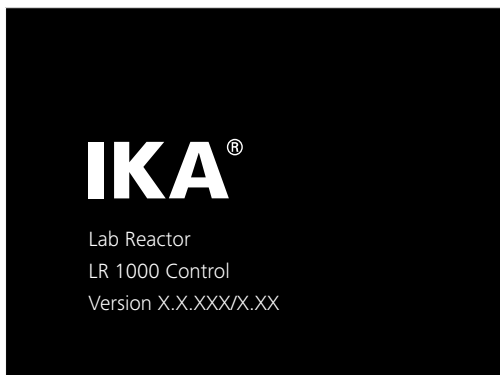 IKA®
Lab Reactor
LR 1000 Control
Version X.X.XXX/X.XX